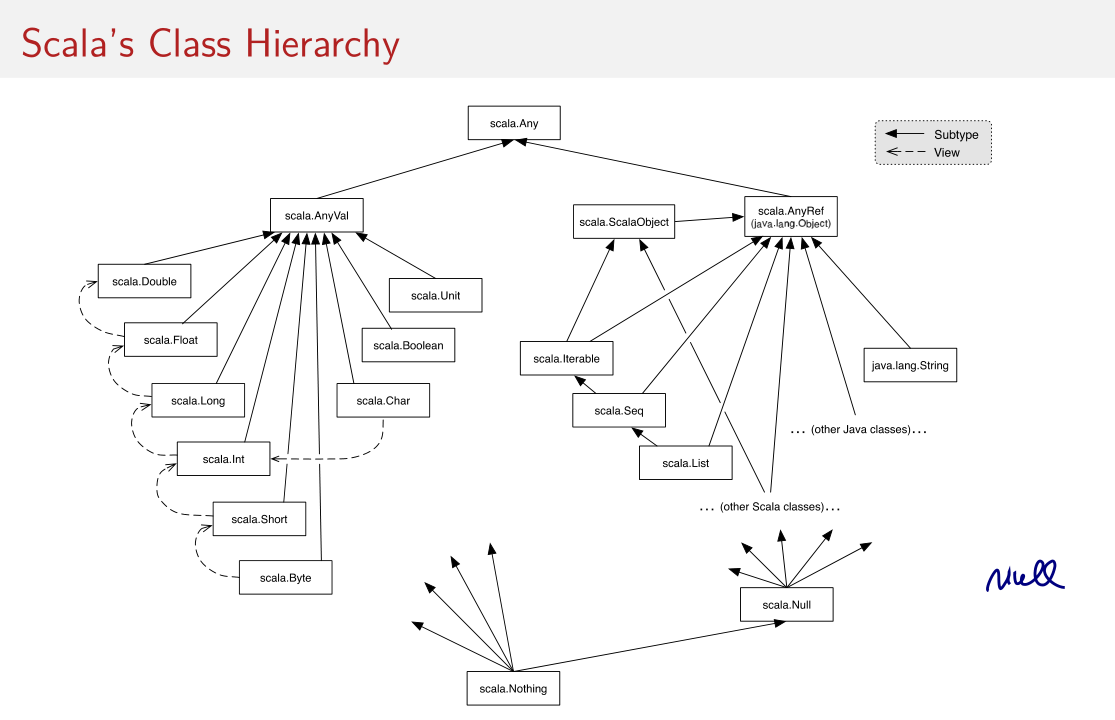 Scala's Class Hierarchy
scala.Any
Subtype
View
scala.AnyVal
scala.ScalaObject
scala.AnyRef
(java.lang.Object)
scala.Double
scala.Unit
scala.Float
scala.Boolean
scala.Iterable
java.lang.String
scala.Long
scala.Char
scala.Seq
... (other Java classes)...
scala.Int
scala.List
scala.Short
... (other Scala classes)...
scala.Byte
null
scala.Null
scala.Nothing